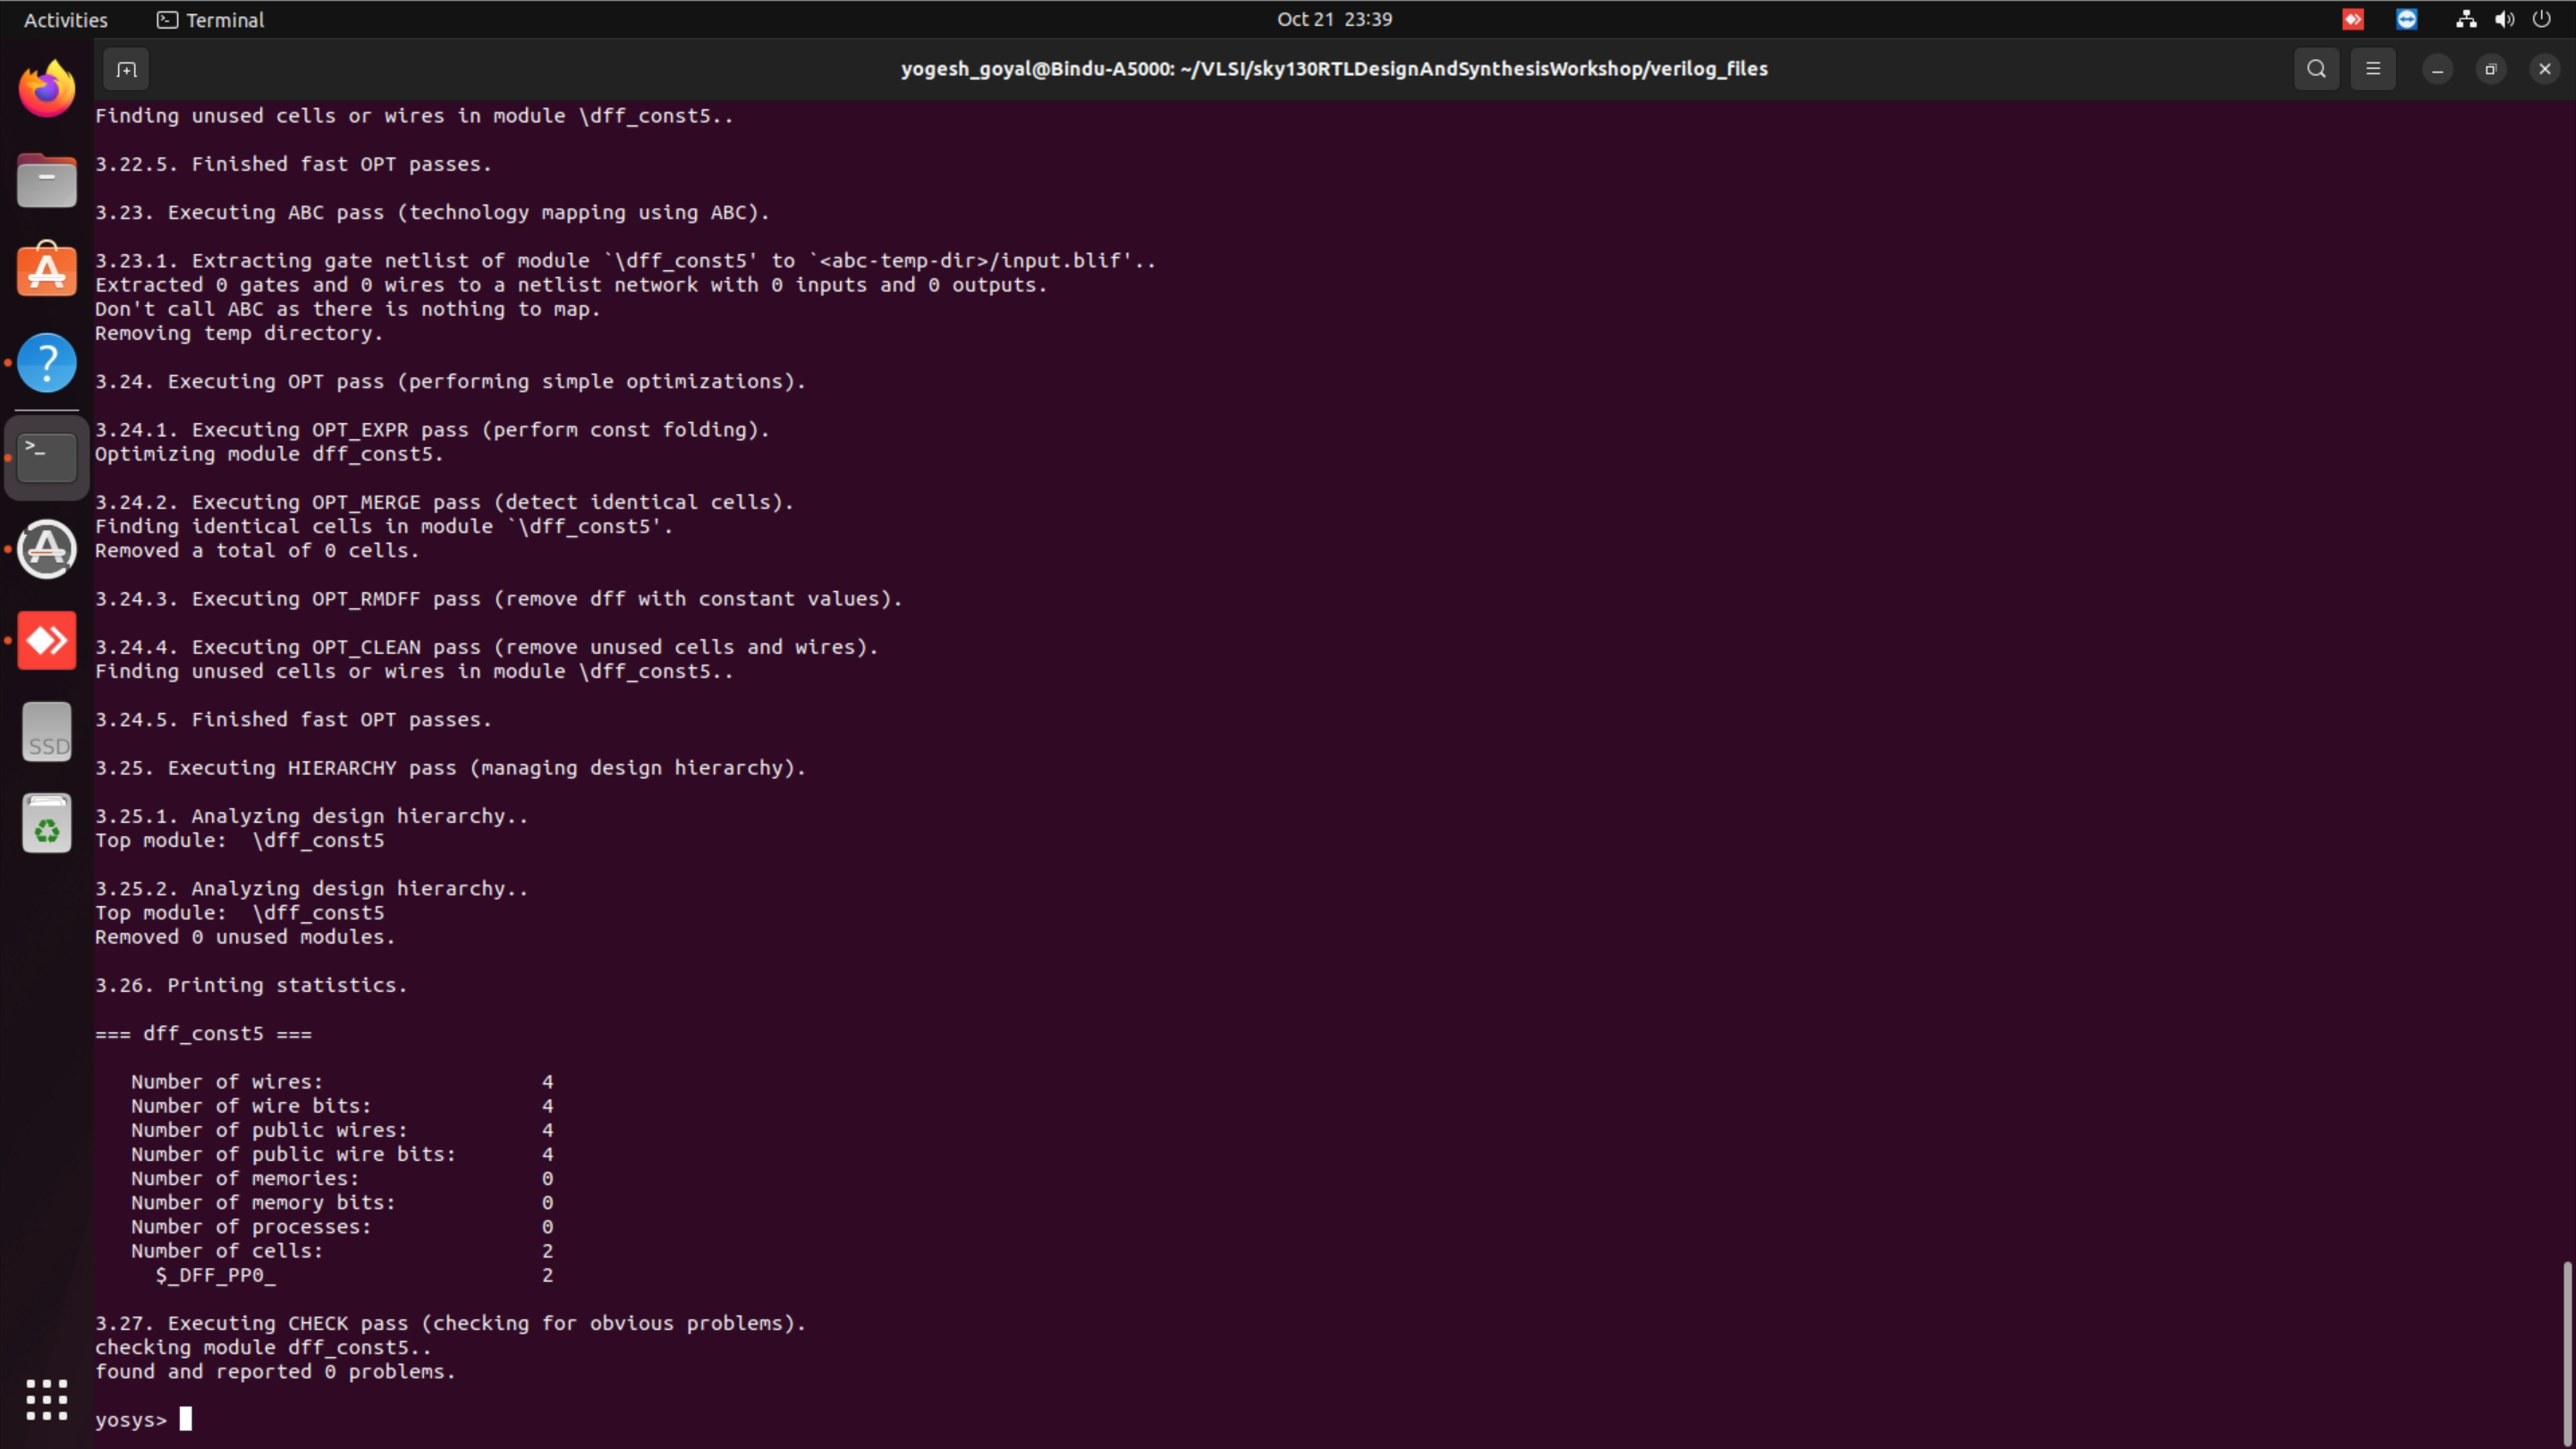 Activities Terminal Oct 21 23:39
yogesh_goyal@Bindu-A5000: ~/VLSI/sky130RTLDesignAndSynthesisWorkshop/verilog_files
Finding unused cells or wires in module \dff_const5..
3.22.5. Finished fast OPT passes.
3.23. Executing ABC pass (technology mapping using ABC).
3.23.1. Extracting gate netlist of module `\dff_const5' to `<abc-temp-dir>/input.blif'..
Extracted 0 gates and 0 wires to a netlist network with 0 inputs and 0 outputs.
Don't call ABC as there is nothing to map.
Removing temp directory.
3.24. Executing OPT pass (performing simple optimizations).
3.24.1. Executing OPT_EXPR pass (perform const folding).
Optimizing module dff_const5.
3.24.2. Executing OPT_MERGE pass (detect identical cells).
Finding identical cells in module `\dff_const5'.
Removed a total of 0 cells.
3.24.3. Executing OPT_RMDFF pass (remove dff with constant values).
3.24.4. Executing OPT_CLEAN pass (remove unused cells and wires).
Finding unused cells or wires in module \dff_const5..
3.24.5. Finished fast OPT passes.
3.25. Executing HIERARCHY pass (managing design hierarchy).
3.25.1. Analyzing design hierarchy..
Top module:  \dff_const5
3.25.2. Analyzing design hierarchy..
Top module:  \dff_const5
Removed 0 unused modules.
3.26. Printing statistics.
=== dff_const5 ===
Number of wires: 4
Number of wire bits: 4
Number of public wires: 4
Number of public wire bits: 4
Number of memories: 0
Number of memory bits: 0
Number of processes: 0
Number of cells: 2
$_DFF_PP0_ 2
3.27. Executing CHECK pass (checking for obvious problems).
checking module dff_const5..
found and reported 0 problems.
yosys>
SSD